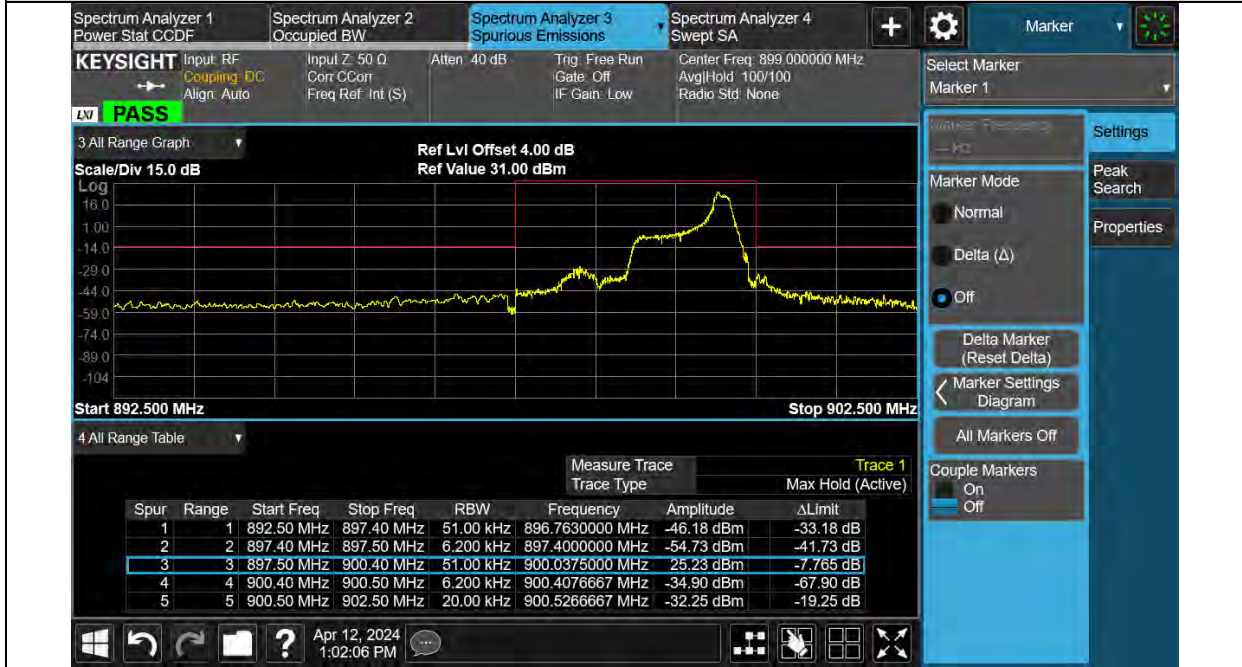 Spectrum Analyzer 1
Power Stat CCDF
Spectrum Analyzer 2
Occupied BW
Spectrum Analyzer 3
Spurious Emissions
Spectrum Analyzer 4
Swept SA
+
Marker
KEYSIGHT
Input: RF
Coupling: DC
Align: Auto
Input Z: 50 Ω
Corr CCorr
Freq Ref: Int (S)
Atten: 40 dB
Trig: Free Run
Gate: Off
IF Gain: Low
Center Freq: 899.000000 MHz
Avg|Hold: 100/100
Radio Std: None
LXI PASS
Select Marker
Marker 1
3 All Range Graph
Scale/Div 15.0 dB
Ref Lvl Offset 4.00 dB
Ref Value 31.00 dBm
Log
16.0
1.00
-14.0
-29.0
-44.0
-59.0
-74.0
-89.0
-104
Start 892.500 MHz
Stop 902.500 MHz
Marker Frequency
--- Hz
Marker Mode
Normal
Delta (Δ)
Off
Delta Marker
(Reset Delta)
Marker Settings
Diagram
All Markers Off
Couple Markers
On
Off
Settings
Peak
Search
Properties
4 All Range Table
Measure Trace Trace 1
Trace Type Max Hold (Active)
Spur Range Start Freq Stop Freq RBW Frequency Amplitude ΔLimit
1 1 892.50 MHz 897.40 MHz 51.00 kHz 896.7630000 MHz -46.18 dBm -33.18 dB
2 2 897.40 MHz 897.50 MHz 6.200 kHz 897.4000000 MHz -54.73 dBm -41.73 dB
3 3 897.50 MHz 900.40 MHz 51.00 kHz 900.0375000 MHz 25.23 dBm -7.765 dB
4 4 900.40 MHz 900.50 MHz 6.200 kHz 900.4076667 MHz -34.90 dBm -67.90 dB
5 5 900.50 MHz 902.50 MHz 20.00 kHz 900.5266667 MHz -32.25 dBm -19.25 dB
?
Apr 12, 2024
1:02:06 PM